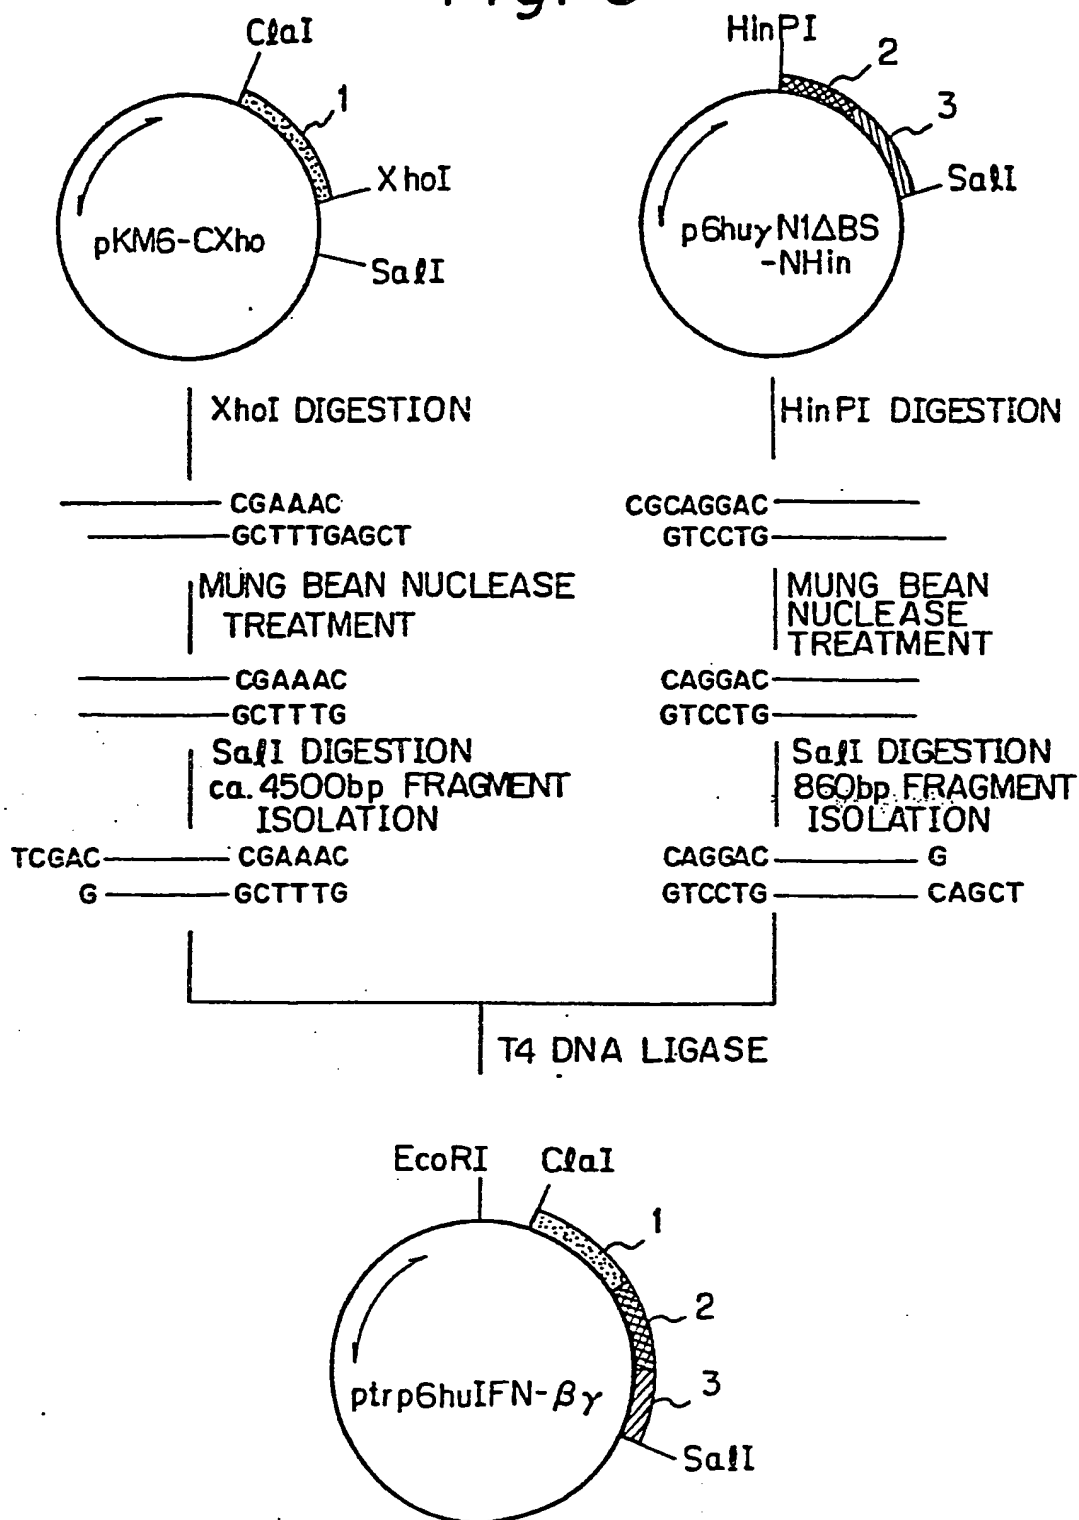 Fig. 
ClaI
1
XhoI
SalI
pKM6-CXho
HinPI
2
3
SalI
p6huγN1ΔBS
-NHin
XhoI DIGESTION
HinPI DIGESTION
CGAAAC
GCTTTGAGCT
CGCAGGAC
GTCCTG
MUNG BEAN NUCLEASE
TREATMENT
MUNG BEAN
NUCLEASE
TREATMENT
CGAAAC
GCTTTG
CAGGAC
GTCCTG
SalI DIGESTION
ca. 4500bp FRAGMENT
ISOLATION
SalI DIGESTION
860bp FRAGMENT
ISOLATION
TCGAC CGAAAC
G GCTTTG
CAGGAC G
GTCCTG CAGCT
T4 DNA LIGASE
EcoRI
ClaI
1
2
3
ptrp6huIFN-βγ
SalI